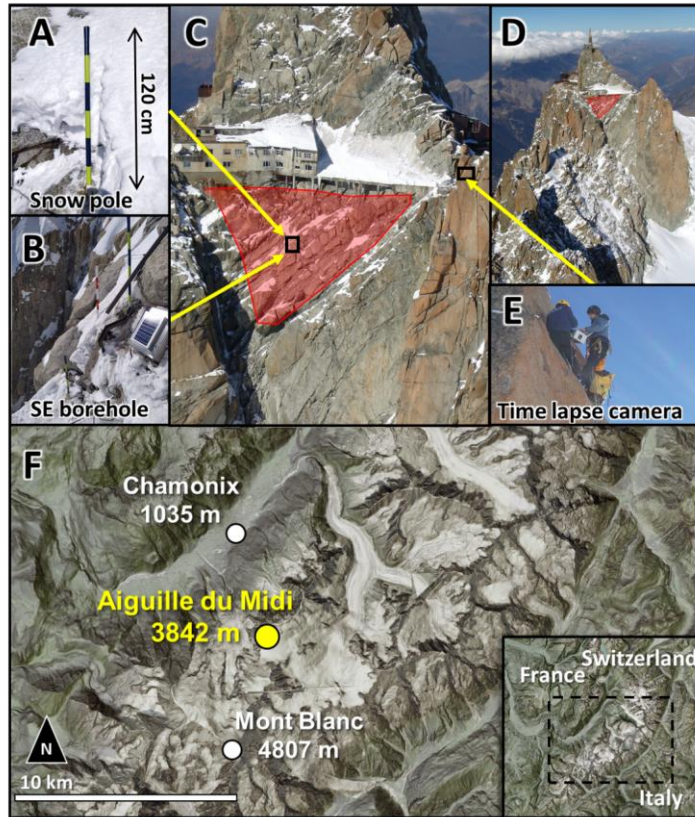 A
120 cm
Snow pole
B
SE borehole
C
D
E
Time lapse camera
F
Chamonix
1035 m
Aiguille du Midi
3842 m
Mont Blanc
4807 m
N
10 km
Switzerland
France
Italy